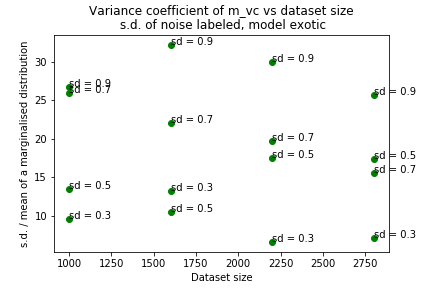 Variance coefficient of m_vc vs dataset size
s.d. of noise labeled, model exotic
s.d. / mean of a marginalised distribution
30
25
20
15
10
sd = 0.9
sd = 0.7
sd = 0.5
sd = 0.3
sd = 0.9
sd = 0.7
sd = 0.3
sd = 0.5
sd = 0.9
sd = 0.7
sd = 0.5
sd = 0.3
sd = 0.9
sd = 0.5
sd = 0.7
sd = 0.3
1000 1250 1500 1750 2000 2250 2500 2750
Dataset size